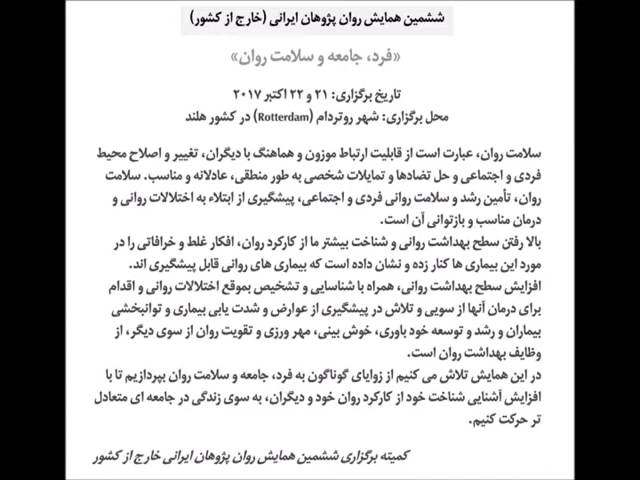 ششمین همایش روان پژوهان ایرانی (خارج از کشور)
«فرد، جامعه و سلامت روان»
تاریخ برگزاری: ۲۱ و ۲۲ اکتبر ۲۰۱۷
محل برگزاری: شهر روتردام (Rotterdam) در کشور هلند
سلامت روان، عبارت است از قابلیت ارتباط موزون و هماهنگ با دیگران، تغییر و اصلاح محیط
فردی و اجتماعی و حل تضادها و تمایلات شخصی به طور منطقی، عادلانه و مناسب. سلامت
روان، تأمین رشد و سلامت روانی فردی و اجتماعی، پیشگیری از ابتلاء به اختلالات روانی و
درمان مناسب و بازتوانی آن است.
بالا رفتن سطح بهداشت روانی و شناخت بیشتر ما از کارکرد روان، افکار غلط و خرافاتی را در
مورد این بیماری ها کنار زده و نشان داده است که بیماری های روانی قابل پیشگیری اند.
افزایش سطح بهداشت روانی، همراه با شناسایی و تشخیص بموقع اختلالات روانی و اقدام
برای درمان آنها از سویی و تلاش در پیشگیری از عوارض و شدت یابی بیماری و توانبخشی
بیماران و رشد و توسعه خود باوری، خوش بینی، مهر ورزی و تقویت روان از سوی دیگر، از
وظایف بهداشت روان است.
در این همایش تلاش می کنیم از زوایای گوناگون به فرد، جامعه و سلامت روان بپردازیم تا با
افزایش آشنایی شناخت خود از کارکرد روان خود و دیگران، به سوی زندگی در جامعه ای متعادل
تر حرکت کنیم.
کمیته برگزاری ششمین همایش روان پژوهان ایرانی خارج از کشور